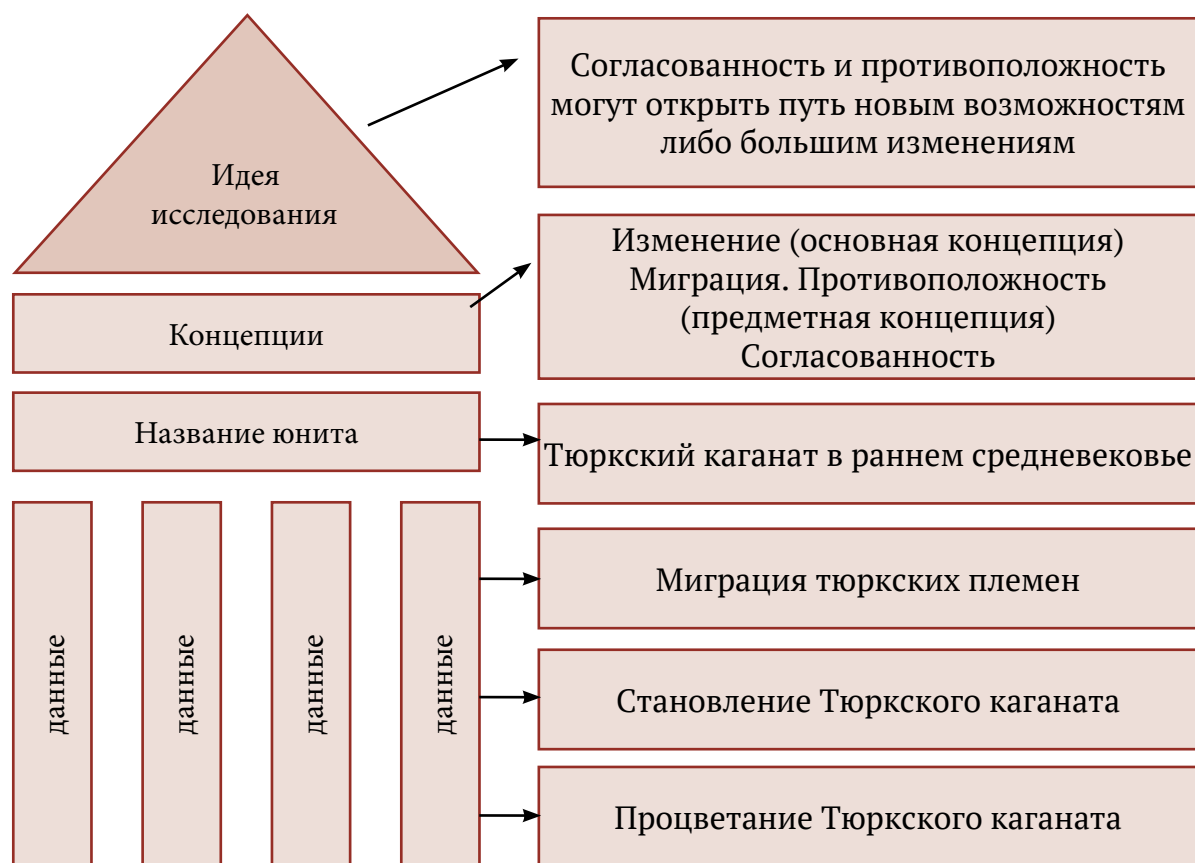 Идея
исследования
Согласованность и противоположность
могут открыть путь новым возможностям
либо большим изменениям
Концепции
Изменение (основная концепция)
Миграция. Противоположность
(предметная концепция)
Согласованность
Название юнита
Тюркский каганат в раннем средневековье
данные
данные
данные
данные
Миграция тюркских племен
Становление Тюркского каганата
Процветание Тюркского каганата